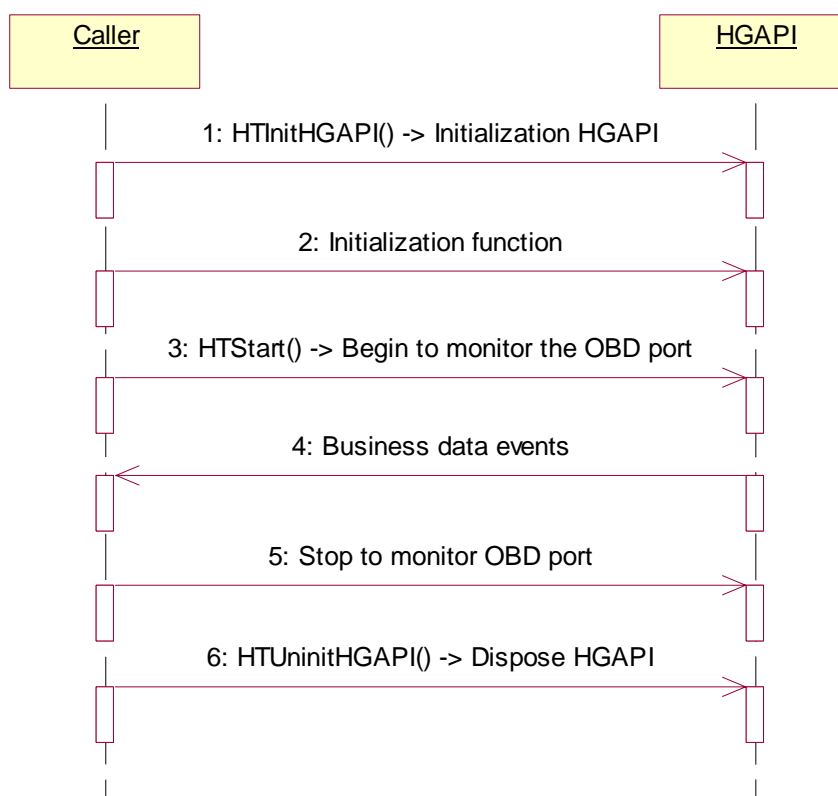 Caller
HGAPI
1: HTInitHGAPI() -> Initialization HGAPI
2: Initialization function
3: HTStart() -> Begin to monitor the OBD port
4: Business data events
5: Stop to monitor OBD port
6: HTUninitHGAPI() -> Dispose HGAPI